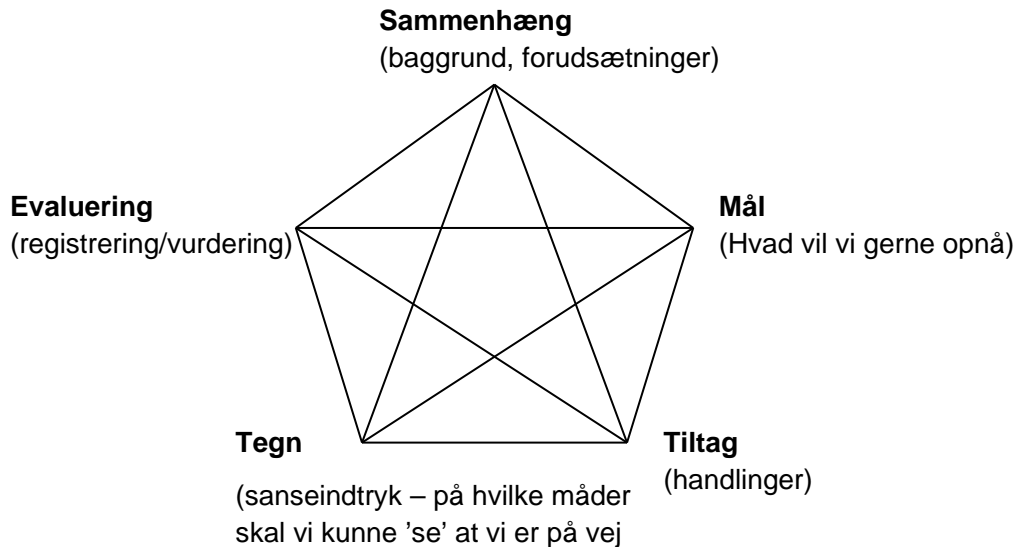 Sammenhæng
(baggrund, forudsætninger)
Evaluering
(registrering/vurdering)
Mål
(Hvad vil vi gerne opnå)
Tegn
(sanseindtryk – på hvilke måder
skal vi kunne ’se’ at vi er på vej
Tiltag
(handlinger)